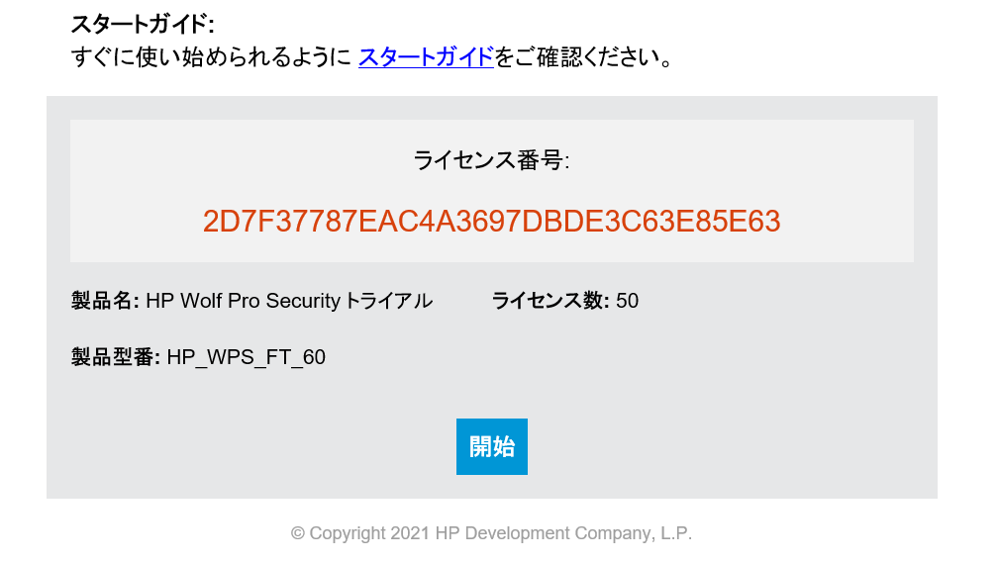 スタートガイド:
すぐに使い始められるように スタートガイドをご確認ください。
ライセンス番号:
2D7F37787EAC4A3697DBDE3C63E85E63
製品名: HP Wolf Pro Security トライアル ライセンス数: 50
製品型番: HP_WPS_FT_60
開始
© Copyright 2021 HP Development Company, L.P.